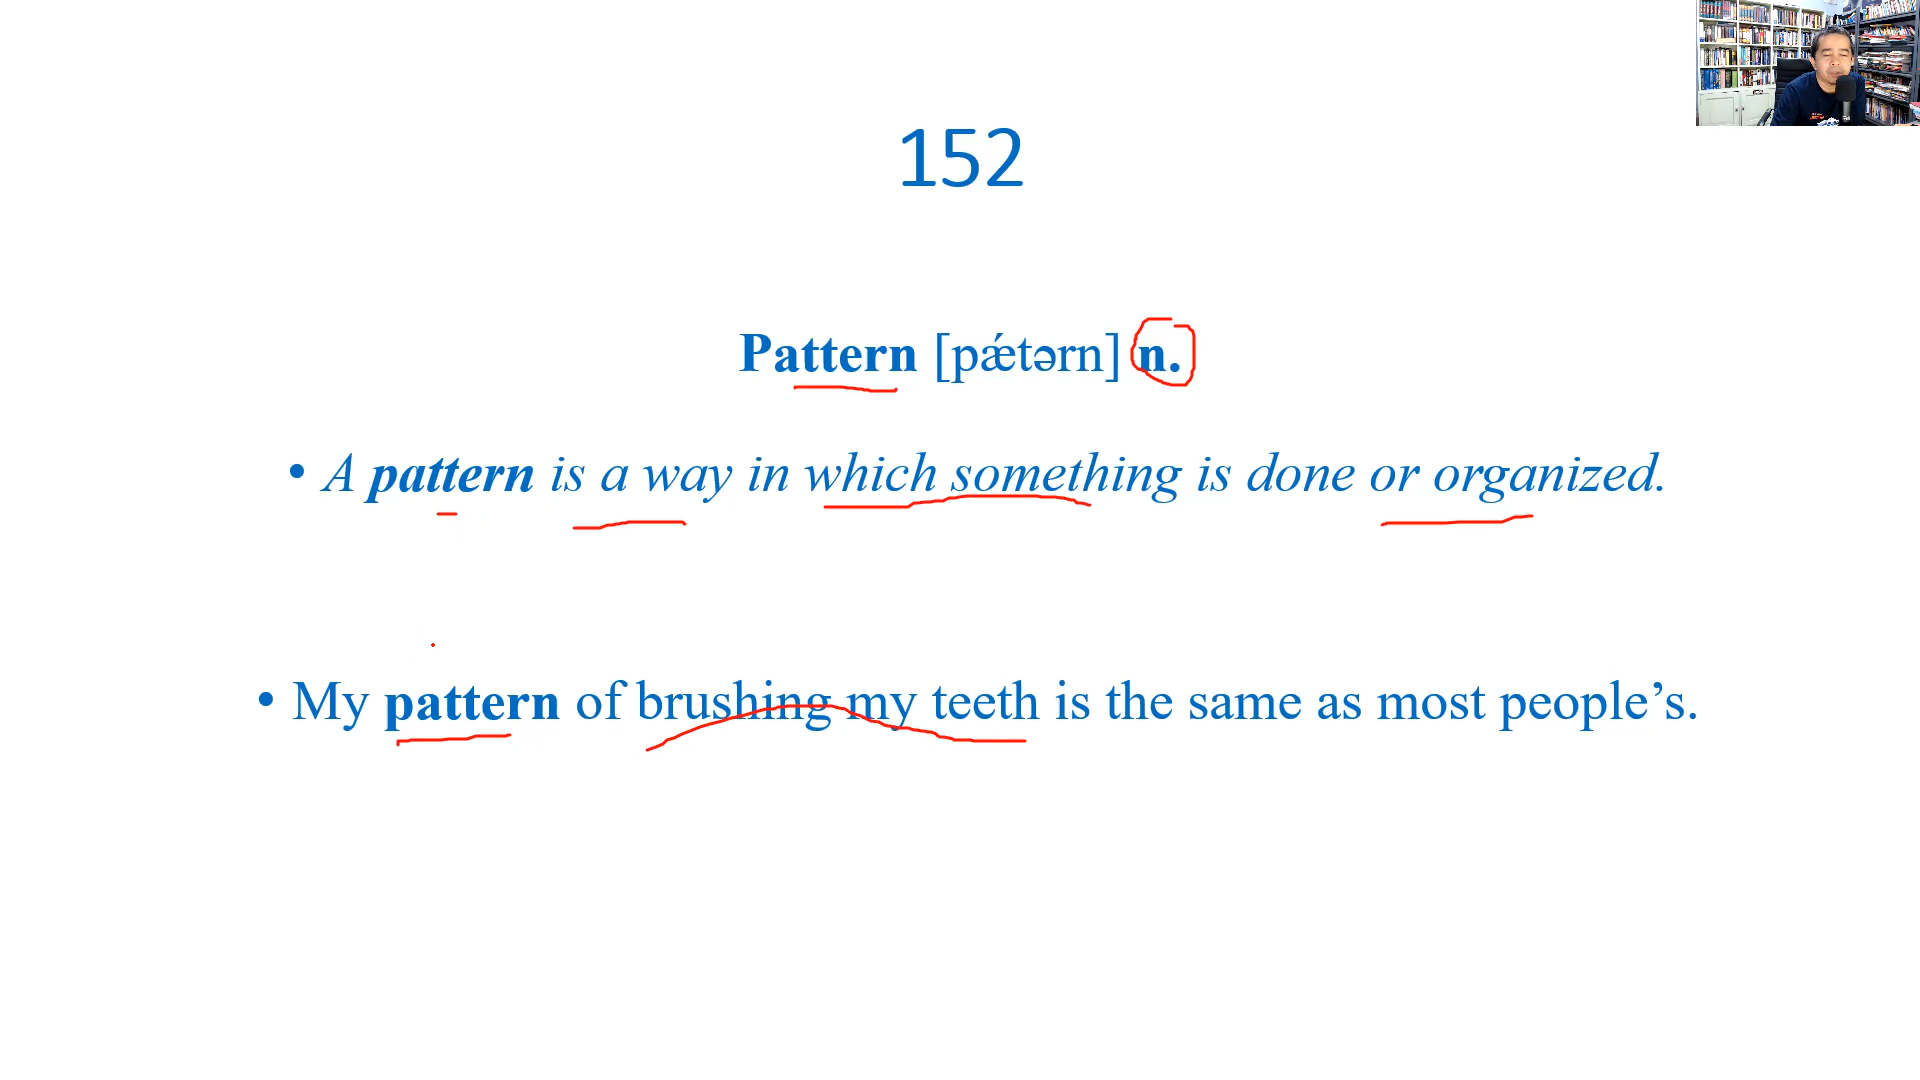 152
Pattern [pǽtərn] n.
• A pattern is a way in which something is done or organized.
• My pattern of brushing my teeth is the same as most people’s.